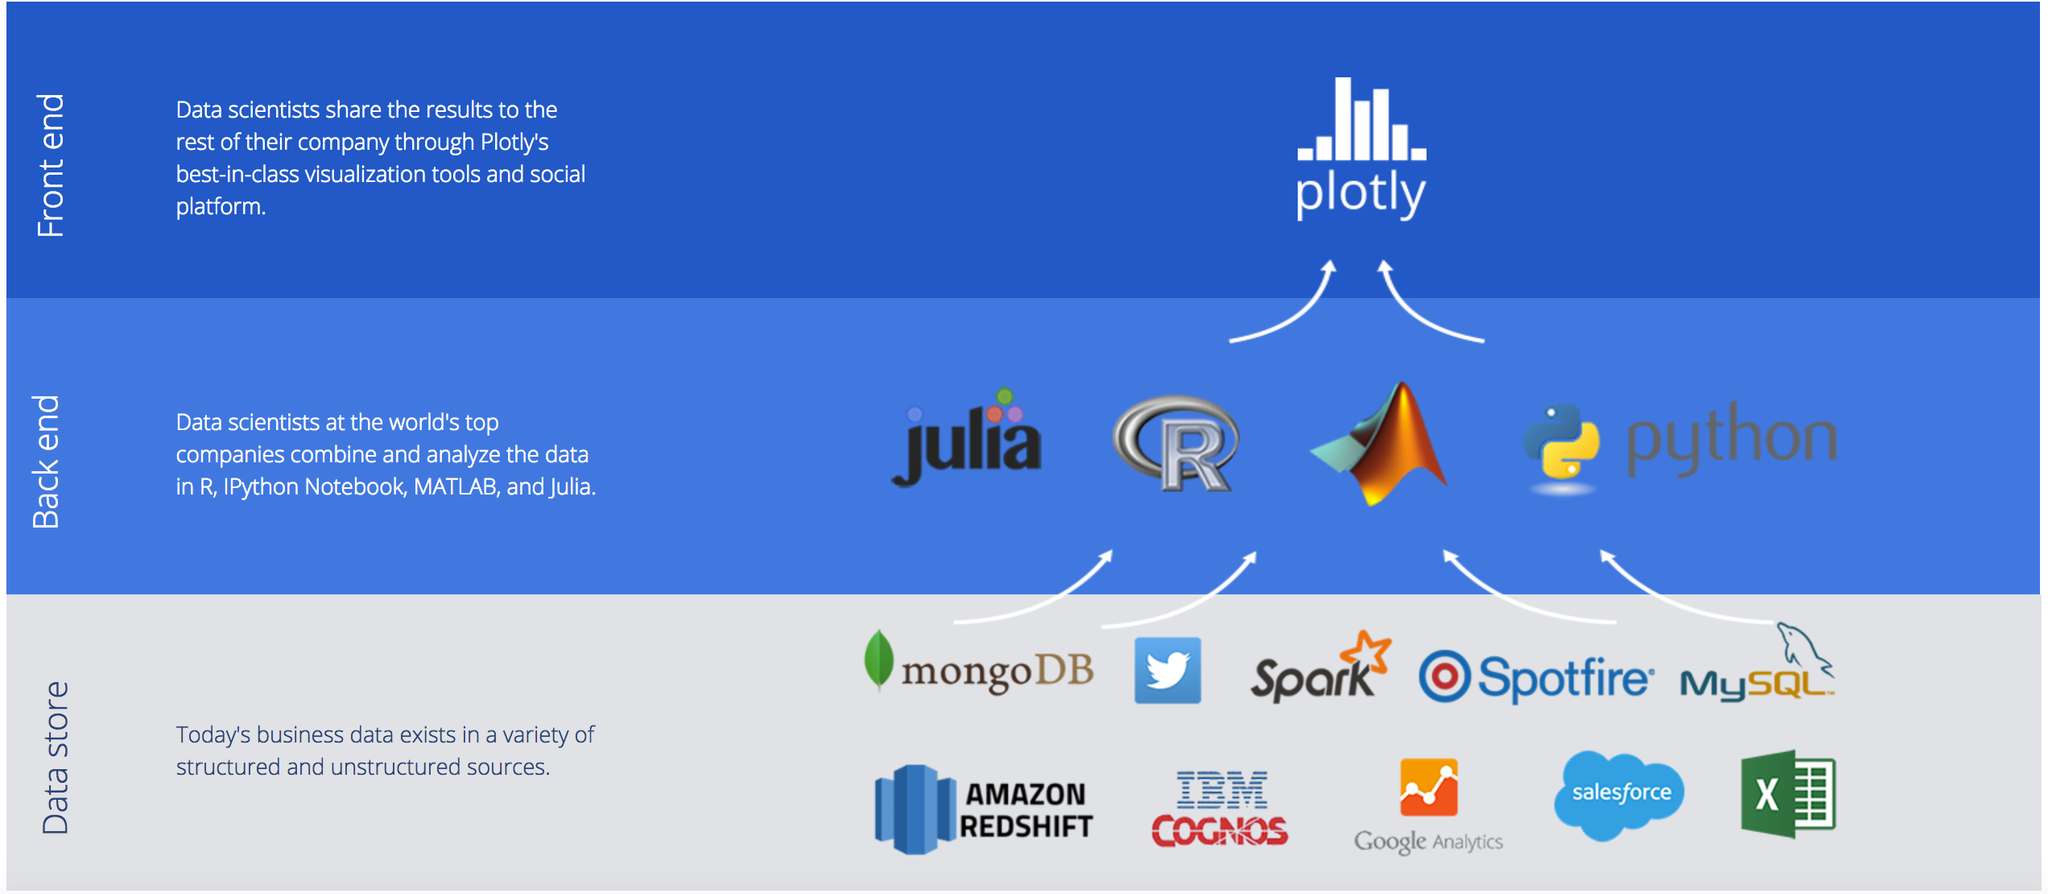 Front end
Data scientists share the results to the
rest of their company through Plotly's
best-in-class visualization tools and social
platform.
plotly
Back end
Data scientists at the world's top
companies combine and analyze the data
in R, IPython Notebook, MATLAB, and Julia.
julia
R
python
Data store
Today's business data exists in a variety of
structured and unstructured sources.
mongoDB
Spark
Spotfire®
MySQL™
AMAZON
REDSHIFT
IBM
COGNOS
Google Analytics
salesforce
X